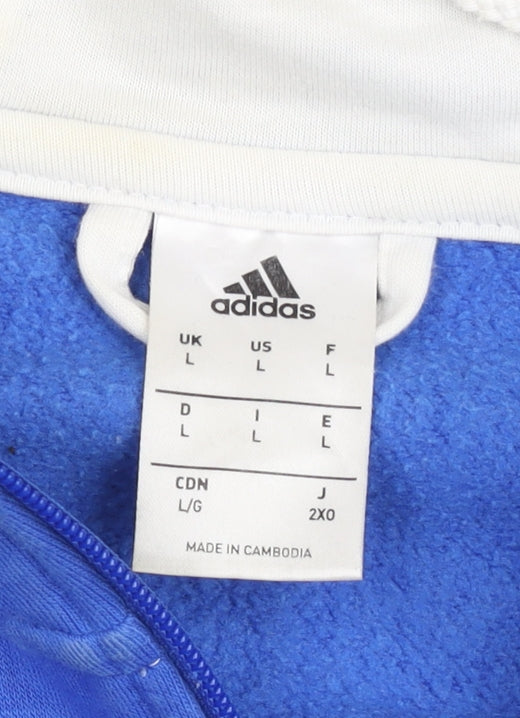 adidas
UK US F
L L L
D I E
L L L
CDN J
L/G 2XO
MADE IN CAMBODIA